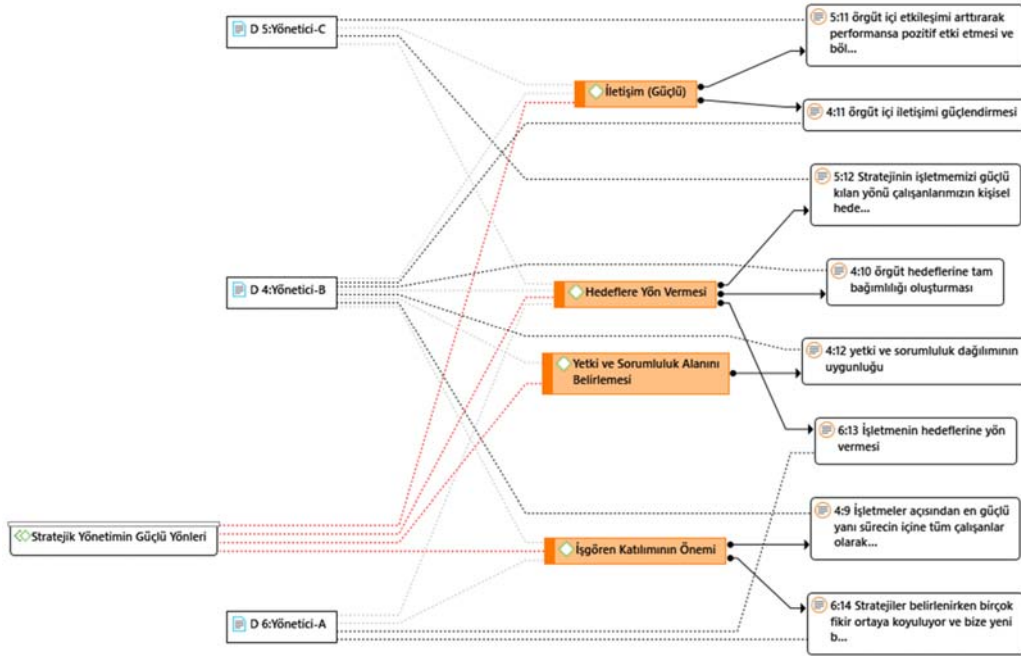 D 5:Yönetici-C
5:11 örgüt içi etkileşimi arttırarak
performansa pozitif etki etmesi ve
böl...
İletişim (Güçlü)
4:11 örgüt içi iletişimi güçlendirmesi
5:12 Stratejinin işletmemizi güçlü
kılan yönü çalışanlarımızın kişisel
hede...
D 4:Yönetici-B
Hedeflere Yön Vermesi
4:10 örgüt hedeflerine tam
bağımlılığı oluşturması
Yetki ve Sorumluluk Alanını
Belirlemesi
4:12 yetki ve sorumluluk dağılımının
uygunluğu
6:13 İşletmenin hedeflerine yön
vermesi
Stratejik Yönetimin Güçlü Yönleri
4:9 İşletmeler açısından en güçlü
yanı sürecin içine tüm çalışanlar
olarak...
İşgören Katılımının Önemi
D 6:Yönetici-A
6:14 Stratejiler belirlenirken birçok
fikir ortaya koyuluyor ve bize yeni
b...